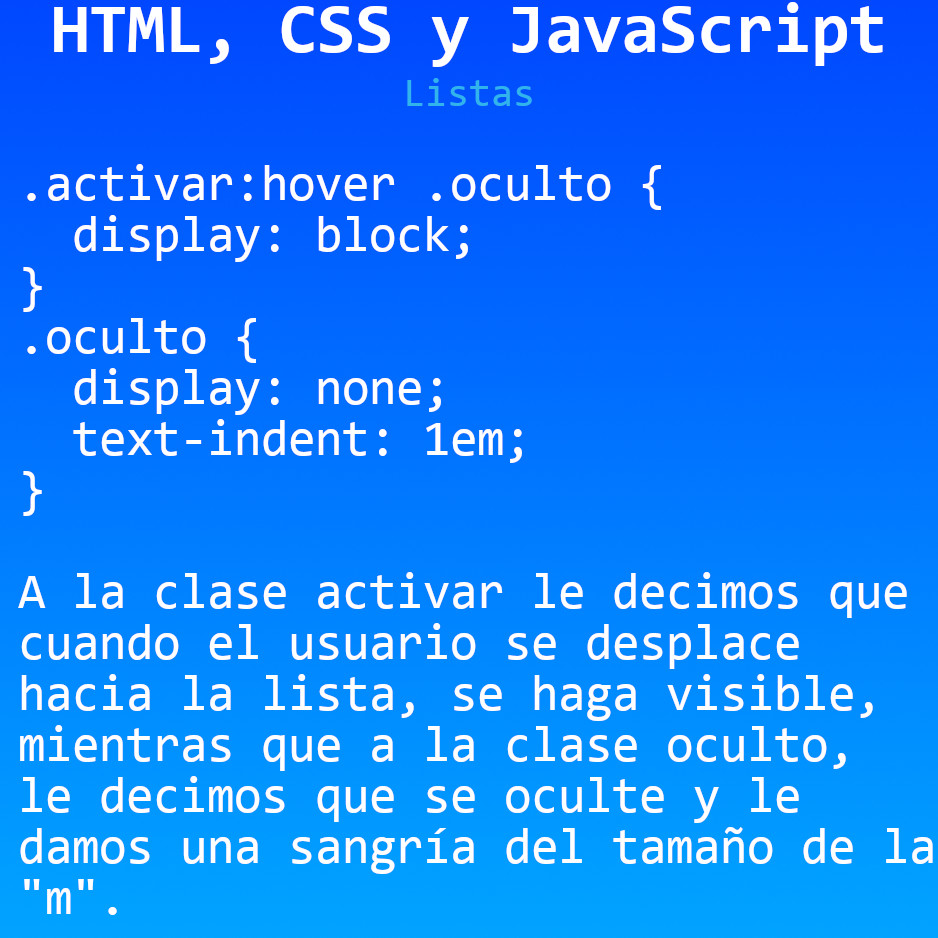 HTML, CSS y JavaScript
Listas
.activar:hover .oculto {
  display: block;
}
.oculto {
  display: none;
  text-indent: 1em;
}
A la clase activar le decimos que
cuando el usuario se desplace
hacia la lista, se haga visible,
mientras que a la clase oculto,
le decimos que se oculte y le
damos una sangría del tamaño de la
"m".